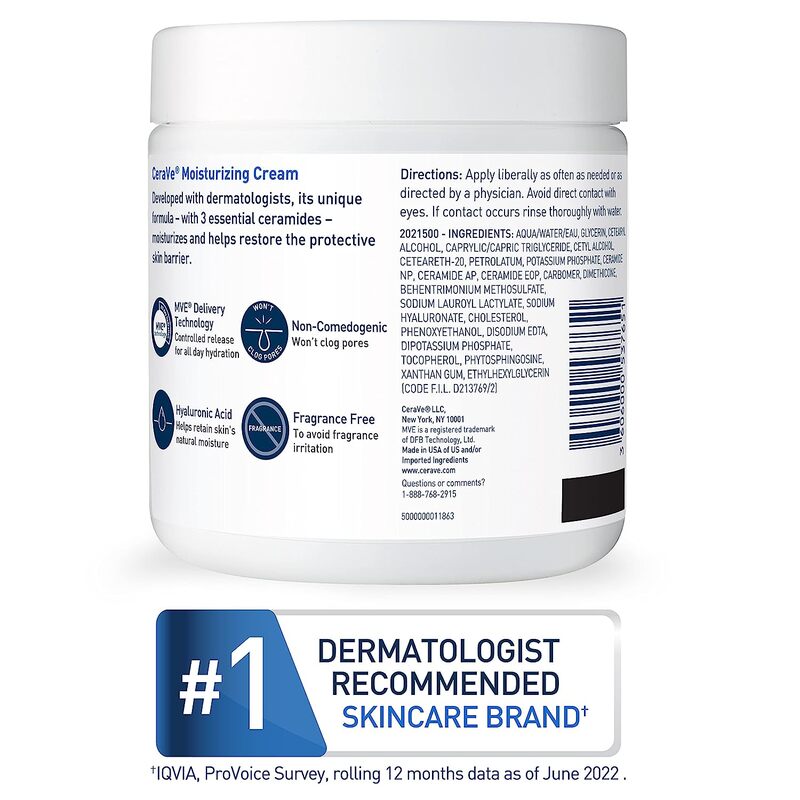 CeraVe® Moisturizing Cream
Developed with dermatologists, its unique
formula – with 3 essential ceramides –
moisturizes and helps restore the protective
skin barrier.
MVE®
technology
MVE® Delivery
Technology
Controlled release
for all day hydration
WON'T
CLOG PORES
Non-Comedogenic
Won't clog pores
Hyaluronic Acid
Helps retain skin's
natural moisture
FRAGRANCE
Fragrance Free
To avoid fragrance
irritation
Directions: Apply liberally as often as needed or as
directed by a physician. Avoid direct contact with
eyes. If contact occurs rinse thoroughly with water.
2021500 - INGREDIENTS: AQUA/WATER/EAU, GLYCERIN, CETEARYL
ALCOHOL, CAPRYLIC/CAPRIC TRIGLYCERIDE, CETYL ALCOHOL,
CETEARETH-20, PETROLATUM, POTASSIUM PHOSPHATE, CERAMIDE
NP, CERAMIDE AP, CERAMIDE EOP, CARBOMER, DIMETHICONE,
BEHENTRIMONIUM METHOSULFATE,
SODIUM LAUROYL LACTYLATE, SODIUM
HYALURONATE, CHOLESTEROL,
PHENOXYETHANOL, DISODIUM EDTA,
DIPOTASSIUM PHOSPHATE,
TOCOPHEROL, PHYTOSPHINGOSINE,
XANTHAN GUM, ETHYLHEXYLGLYCERIN
(CODE F.I.L. D213769/2)
CeraVe® LLC,
New York, NY 10001
MVE is a registered trademark
of DFB Technology, Ltd.
Made in USA of US and/or
Imported Ingredients
www.cerave.com
Questions or comments?
1-888-768-2915
5000000011863
3 606000 537651
#1
DERMATOLOGIST
RECOMMENDED
SKINCARE BRAND†
†IQVIA, ProVoice Survey, rolling 12 months data as of June 2022 .